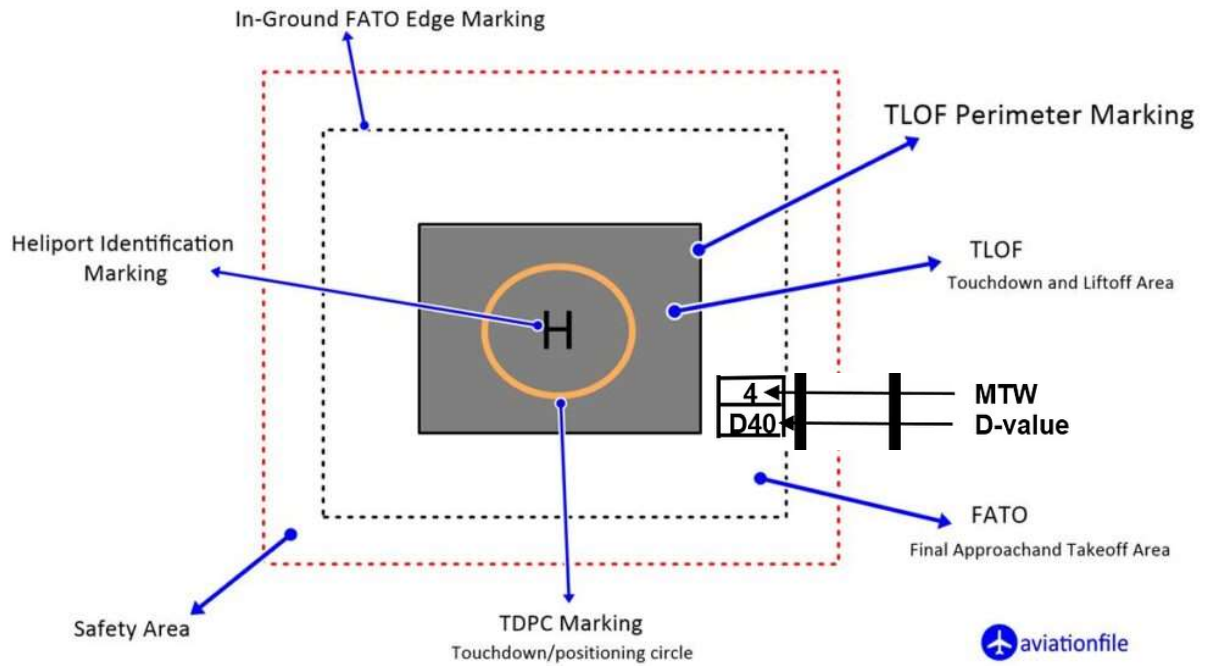 In-Ground FATO Edge Marking
TLOF Perimeter Marking
Heliport Identification
Marking
TLOF
Touchdown and Liftoff Area
H
4
MTW
D40
D-value
FATO
Final Approachand Takeoff Area
Safety Area
TDPC Marking
Touchdown/positioning circle
aviationfile